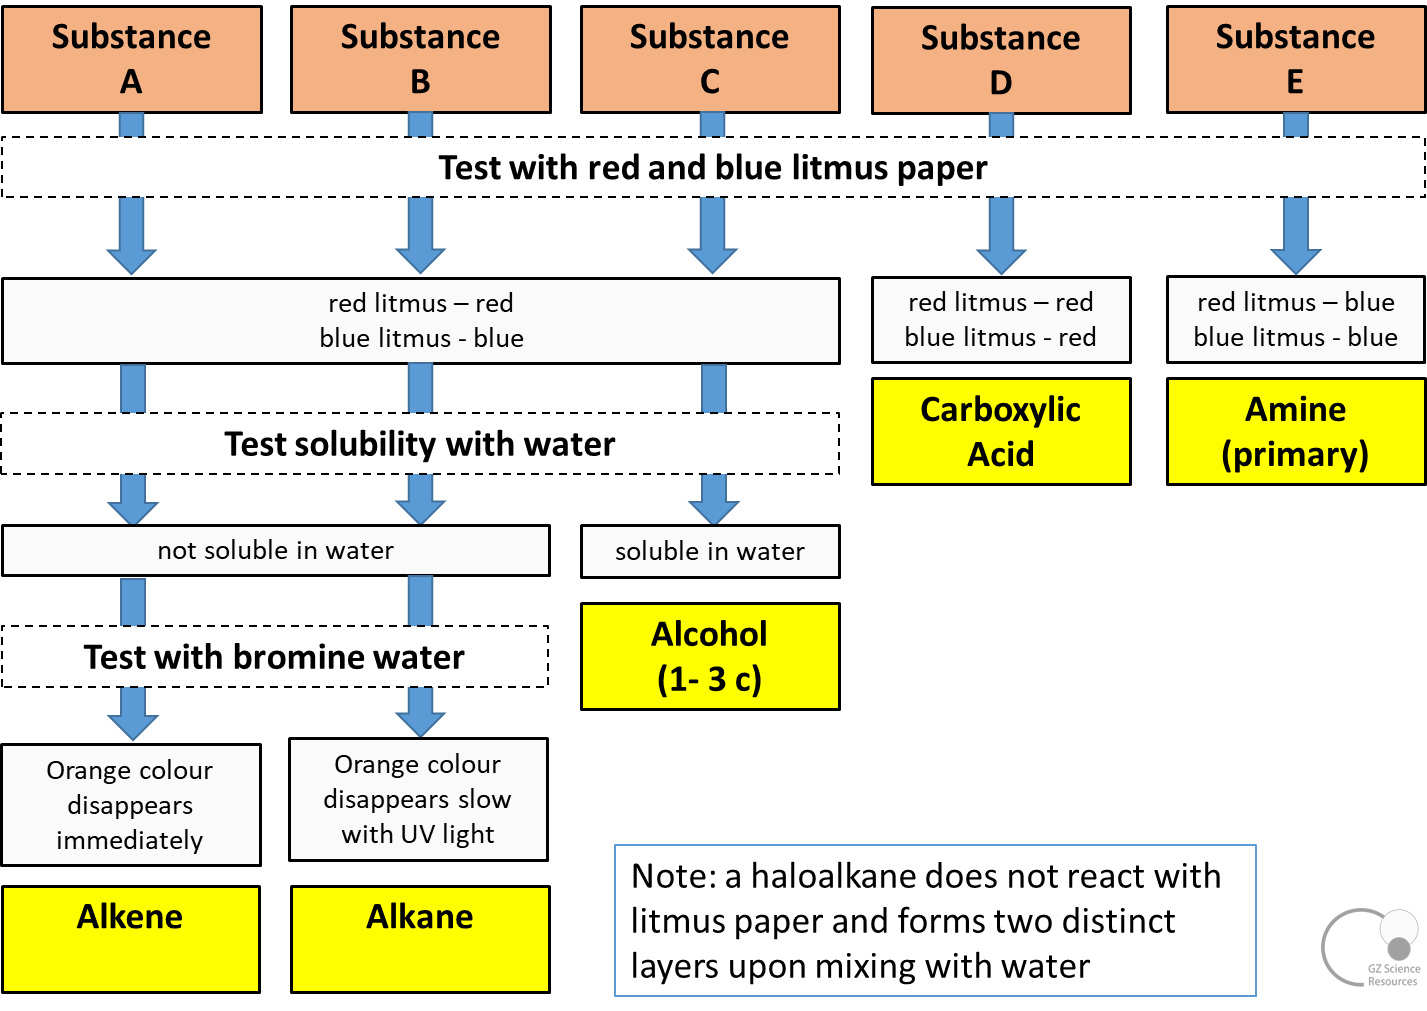 Substance
A
Substance
B
Substance
C
Substance
D
Substance
E
Test with red and blue litmus paper
red litmus – red
blue litmus - blue
red litmus – red
blue litmus - red
red litmus – blue
blue litmus - blue
Carboxylic
Acid
Amine
(primary)
Test solubility with water
not soluble in water
soluble in water
Alcohol
(1- 3 c)
Test with bromine water
Orange colour
disappears
immediately
Orange colour
disappears slow
with UV light
Alkene
Alkane
Note: a haloalkane does not react with
litmus paper and forms two distinct
layers upon mixing with water
GZ Science
Resources